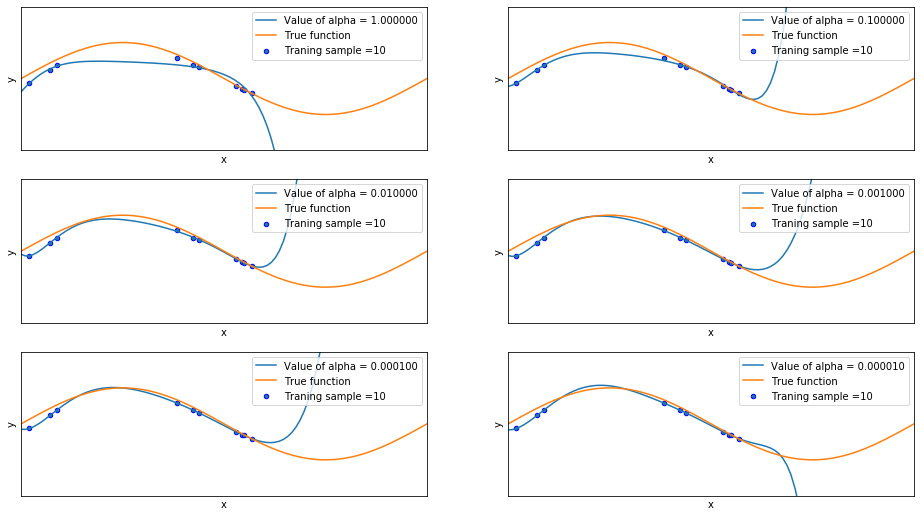 Value of alpha = 1.000000
True function
Traning sample =10
y
x
Value of alpha = 0.100000
True function
Traning sample =10
y
x
Value of alpha = 0.010000
True function
Traning sample =10
y
x
Value of alpha = 0.001000
True function
Traning sample =10
y
x
Value of alpha = 0.000100
True function
Traning sample =10
y
x
Value of alpha = 0.000010
True function
Traning sample =10
y
x